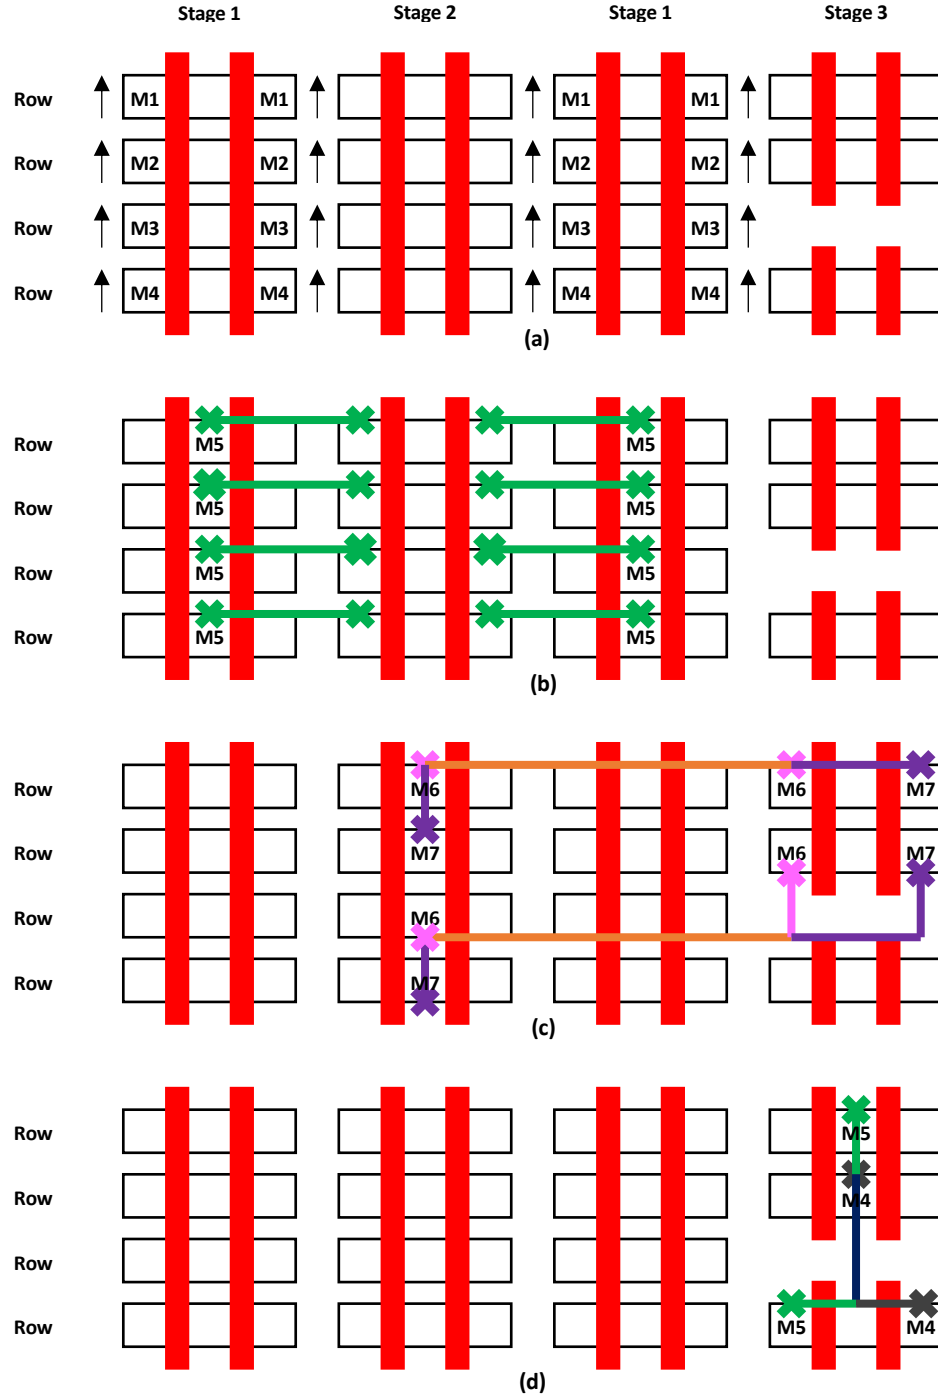 Stage 1 Stage 2 Stage 1 Stage 3
Row M1 M1 M1 M1
Row M2 M2 M2 M2
Row M3 M3 M3 M3
Row M4 M4 M4 M4
(a)
Row M5 M5
Row M5 M5
Row M5 M5
Row M5 M5
(b)
Row M6 M6 M7
Row M7 M6 M7
Row M6
Row M7
(c)
Row M5
Row M4
Row
Row M5 M4
(d)